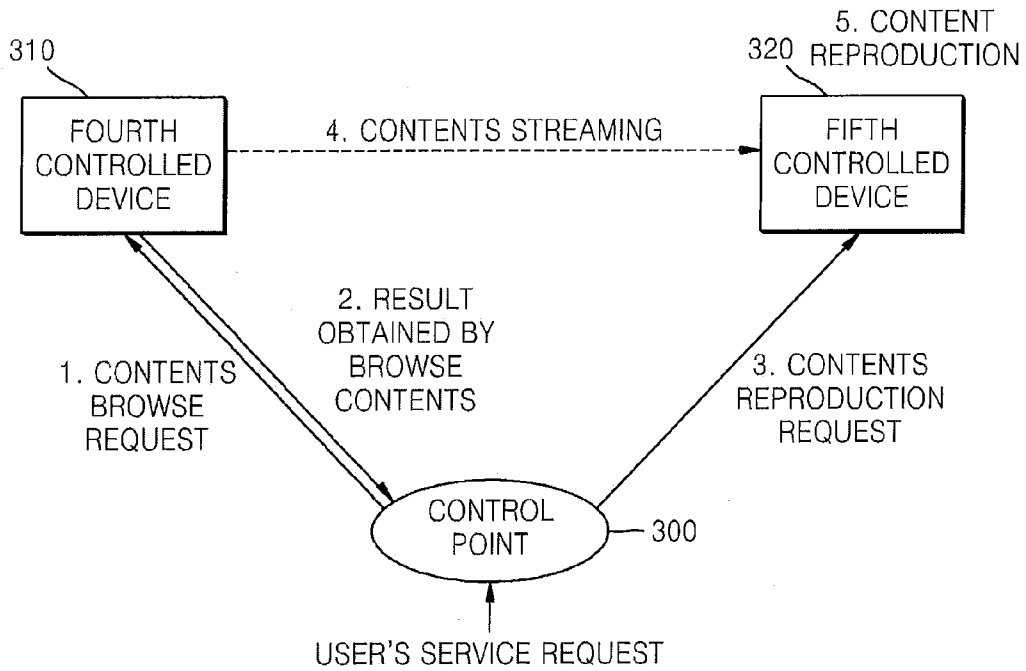 310
FOURTH
CONTROLLED
DEVICE
4. CONTENTS STREAMING
320
5. CONTENT
REPRODUCTION
FIFTH
CONTROLLED
DEVICE
1. CONTENTS
BROWSE
REQUEST
2. RESULT
OBTAINED BY
BROWSE
CONTENTS
3. CONTENTS
REPRODUCTION
REQUEST
CONTROL
POINT
300
USER'S SERVICE REQUEST